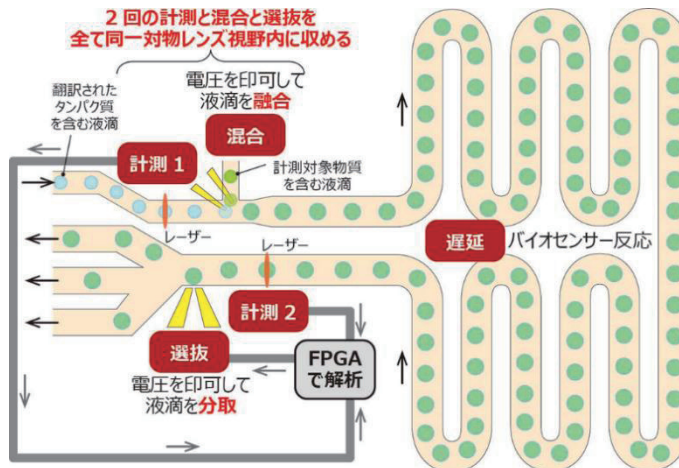 2回の計測と混合と選抜を
全て同一対物レンズ視野内に収める
電圧を印可して
液滴を融合
翻訳された
タンパク質
を含む液滴
混合
計測 1
計測対象物質
を含む液滴
レーザー
レーザー
遅延
バイオセンサー反応
計測 2
選抜
FPGA
で解析
電圧を印可して
液滴を分取